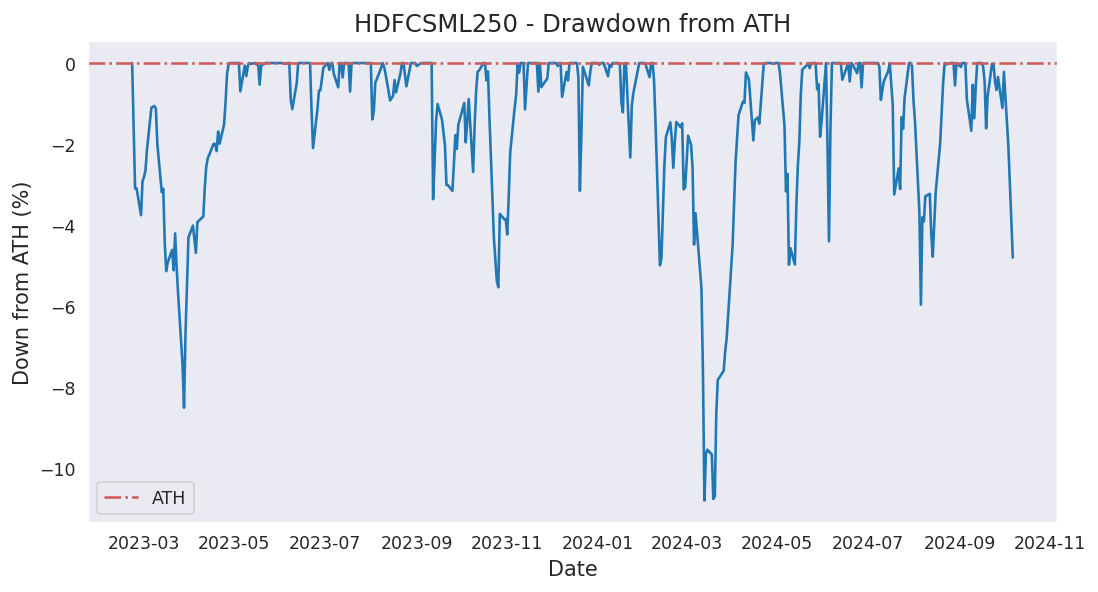 HDFCSML250 - Drawdown from ATH
Down from ATH (%)
0
−2
−4
−6
−8
−10
ATH
2023-03 2023-05 2023-07 2023-09 2023-11 2024-01 2024-03 2024-05 2024-07 2024-09 2024-11
Date